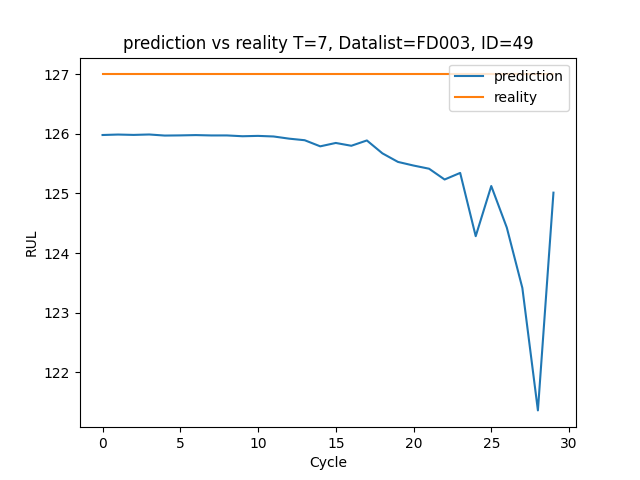 prediction vs reality T=7, Datalist=FD003, ID=49
127
126
125
124
123
122
RUL
prediction
reality
0
5
10
15
20
25
30
Cycle